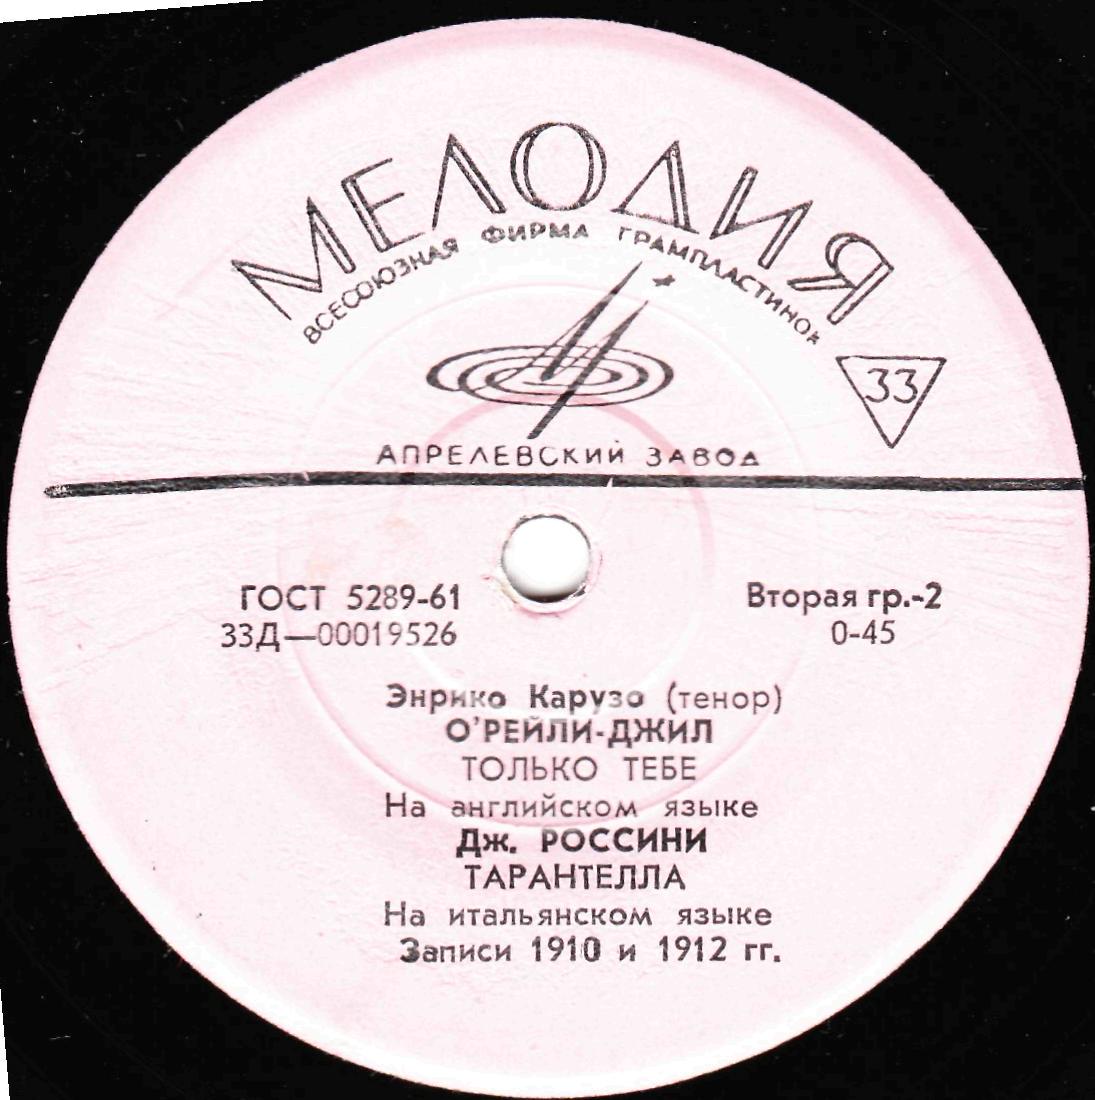 МЕЛОДИЯ
ВСЕСОЮЗНАЯ ФИРМА ГРАМПЛАСТИНОК
33
АПРЕЛЕВСКИЙ ЗАВОД
ГОСТ 5289-61
Вторая гр.-2
33Д—00019526
0-45
Энрико Карузо (тенор)
О'РЕЙЛИ-ДЖИЛ
ТОЛЬКО ТЕБЕ
На английском языке
Дж. РОССИНИ
ТАРАНТЕЛЛА
На итальянском языке
Записи 1910 и 1912 гг.